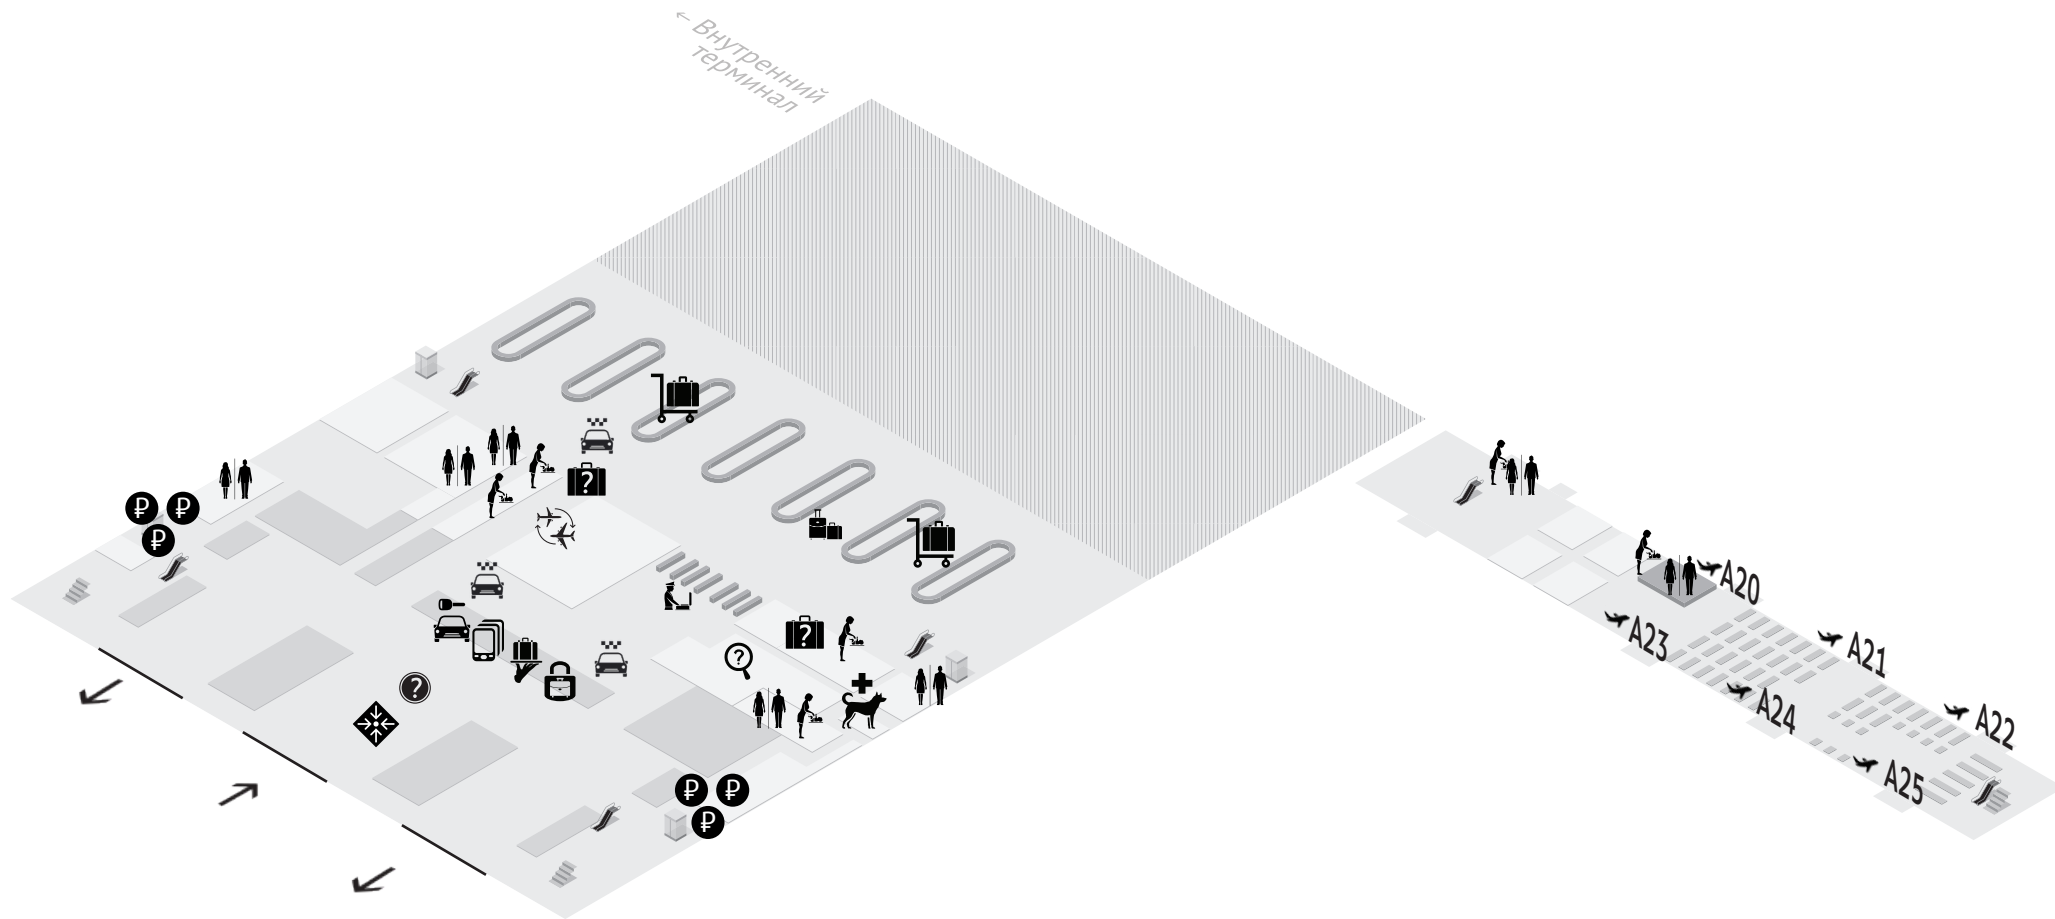 ← Внутренний
терминал
?
₽ ₽
₽
?
?
?
₽ ₽
₽
A20
A21
A22
A23
A24
A25